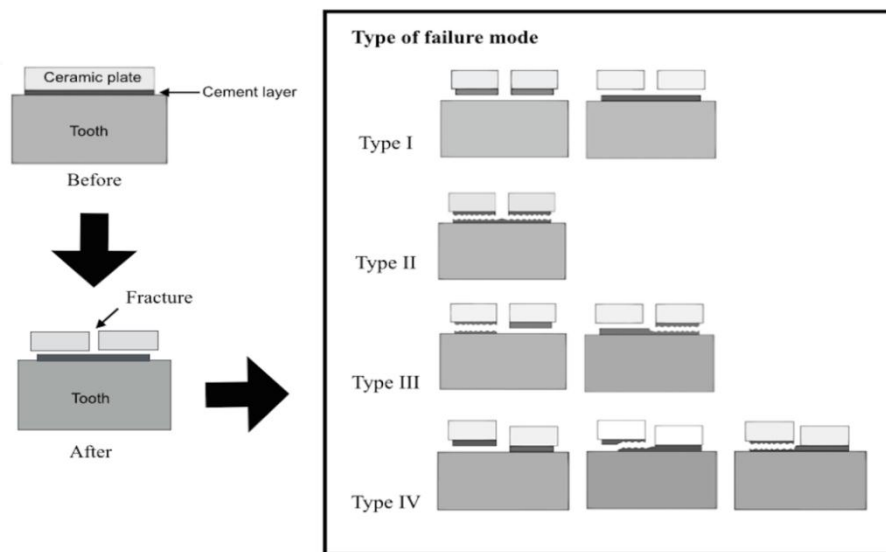 Ceramic plate
Cement layer
Tooth
Before
Fracture
Tooth
After
Type of failure mode
Type I
Type II
Type III
Type IV